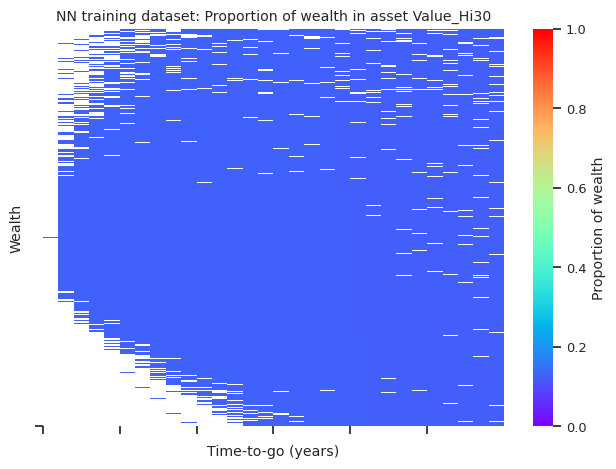 NN training dataset: Proportion of wealth in asset Value_Hi30
Wealth
Time-to-go (years)
1.0
0.8
0.6
0.4
0.2
0.0
Proportion of wealth